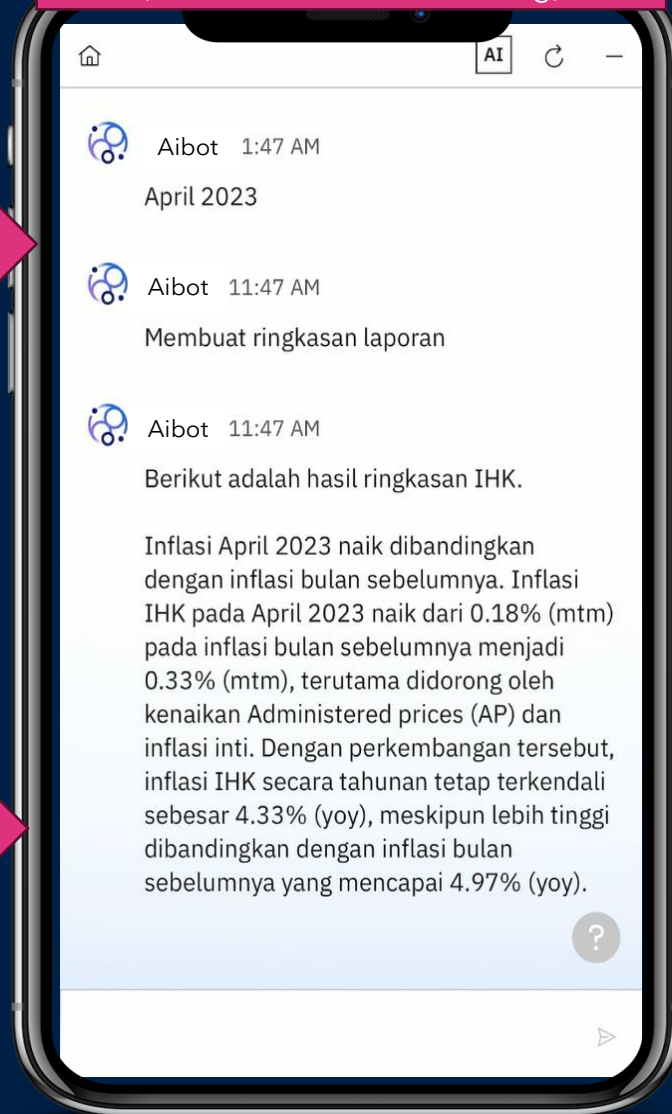 AI
Aibot 1:47 AM
April 2023
Aibot 11:47 AM
Membuat ringkasan laporan
Aibot 11:47 AM
Berikut adalah hasil ringkasan IHK.
Inflasi April 2023 naik dibandingkan
dengan inflasi bulan sebelumnya. Inflasi
IHK pada April 2023 naik dari 0.18% (mtm)
pada inflasi bulan sebelumnya menjadi
0.33% (mtm), terutama didorong oleh
kenaikan Administered prices (AP) dan
inflasi inti. Dengan perkembangan tersebut,
inflasi IHK secara tahunan tetap terkendali
sebesar 4.33% (yoy), meskipun lebih tinggi
dibandingkan dengan inflasi bulan
sebelumnya yang mencapai 4.97% (yoy).
?